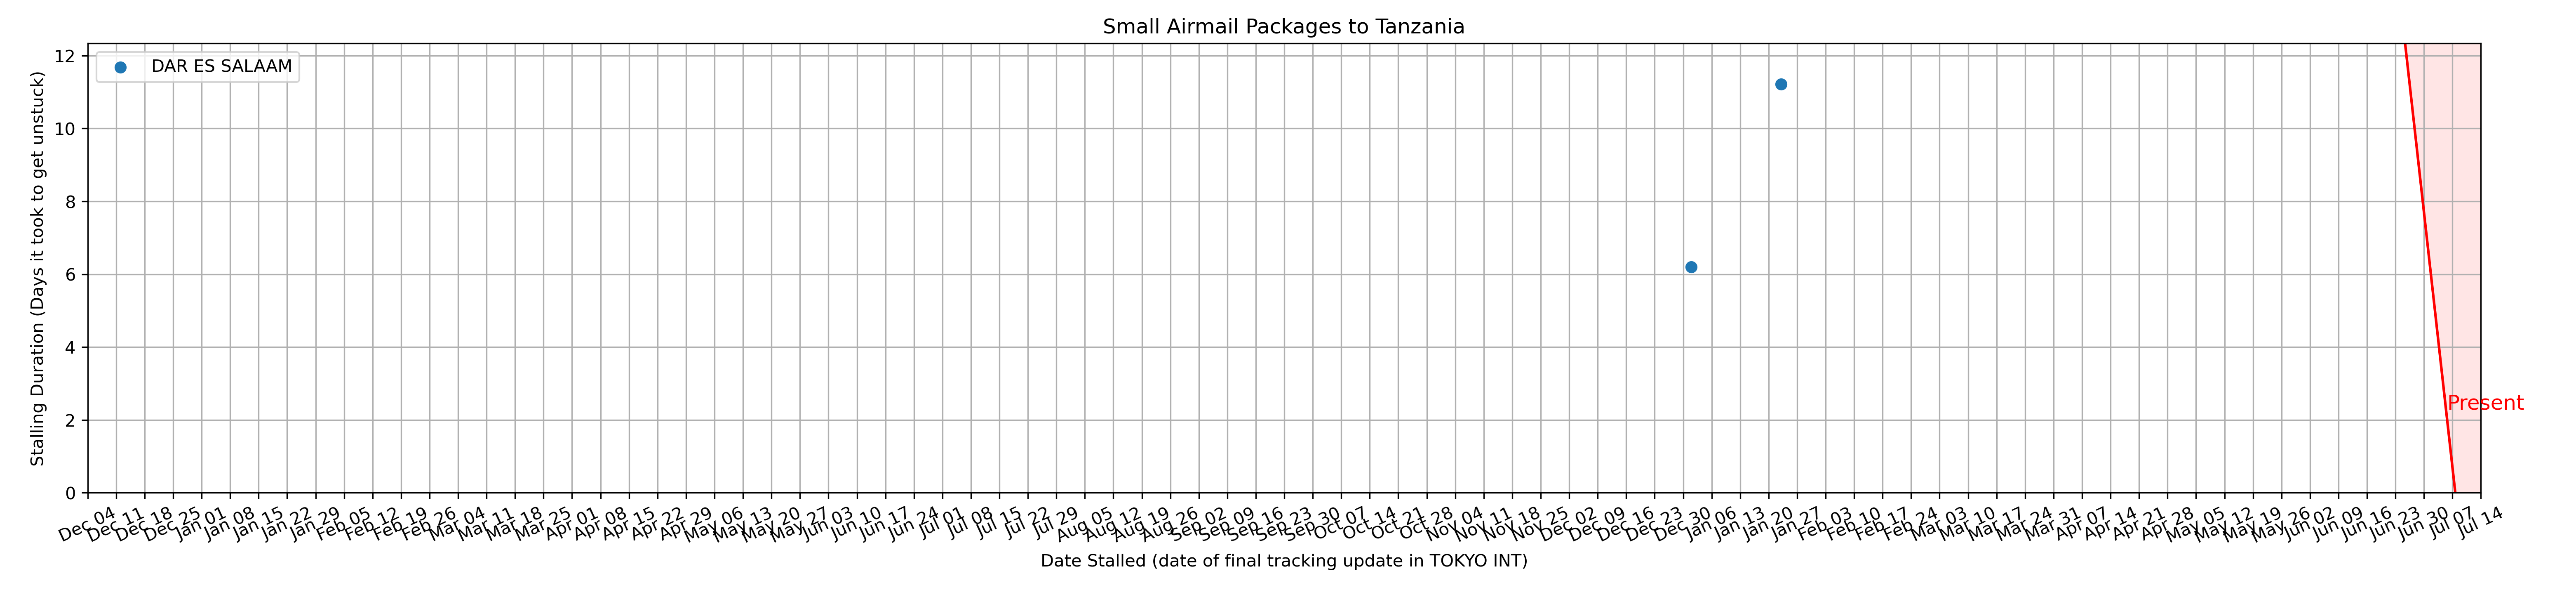 Small Airmail Packages to Tanzania
DAR ES SALAAM
Stalling Duration (Days it took to get unstuck)
12
10
8
6
4
2
0
Present
Dec 04
Dec 11
Dec 18
Dec 25
Jan 01
Jan 08
Jan 15
Jan 22
Jan 29
Feb 05
Feb 12
Feb 19
Feb 26
Mar 04
Mar 11
Mar 18
Mar 25
Apr 01
Apr 08
Apr 15
Apr 22
Apr 29
May 06
May 13
May 20
May 27
Jun 03
Jun 10
Jun 17
Jun 24
Jul 01
Jul 08
Jul 15
Jul 22
Jul 29
Aug 05
Aug 12
Aug 19
Aug 26
Sep 02
Sep 09
Sep 16
Sep 23
Sep 30
Oct 07
Oct 14
Oct 21
Oct 28
Nov 04
Nov 11
Nov 18
Nov 25
Dec 02
Dec 09
Dec 16
Dec 23
Dec 30
Jan 06
Jan 13
Jan 20
Jan 27
Feb 03
Feb 10
Feb 17
Feb 24
Mar 03
Mar 10
Mar 17
Mar 24
Mar 31
Apr 07
Apr 14
Apr 21
Apr 28
May 05
May 12
May 19
May 26
Jun 02
Jun 09
Jun 16
Jun 23
Jun 30
Jul 07
Jul 14
Date Stalled (date of final tracking update in TOKYO INT)